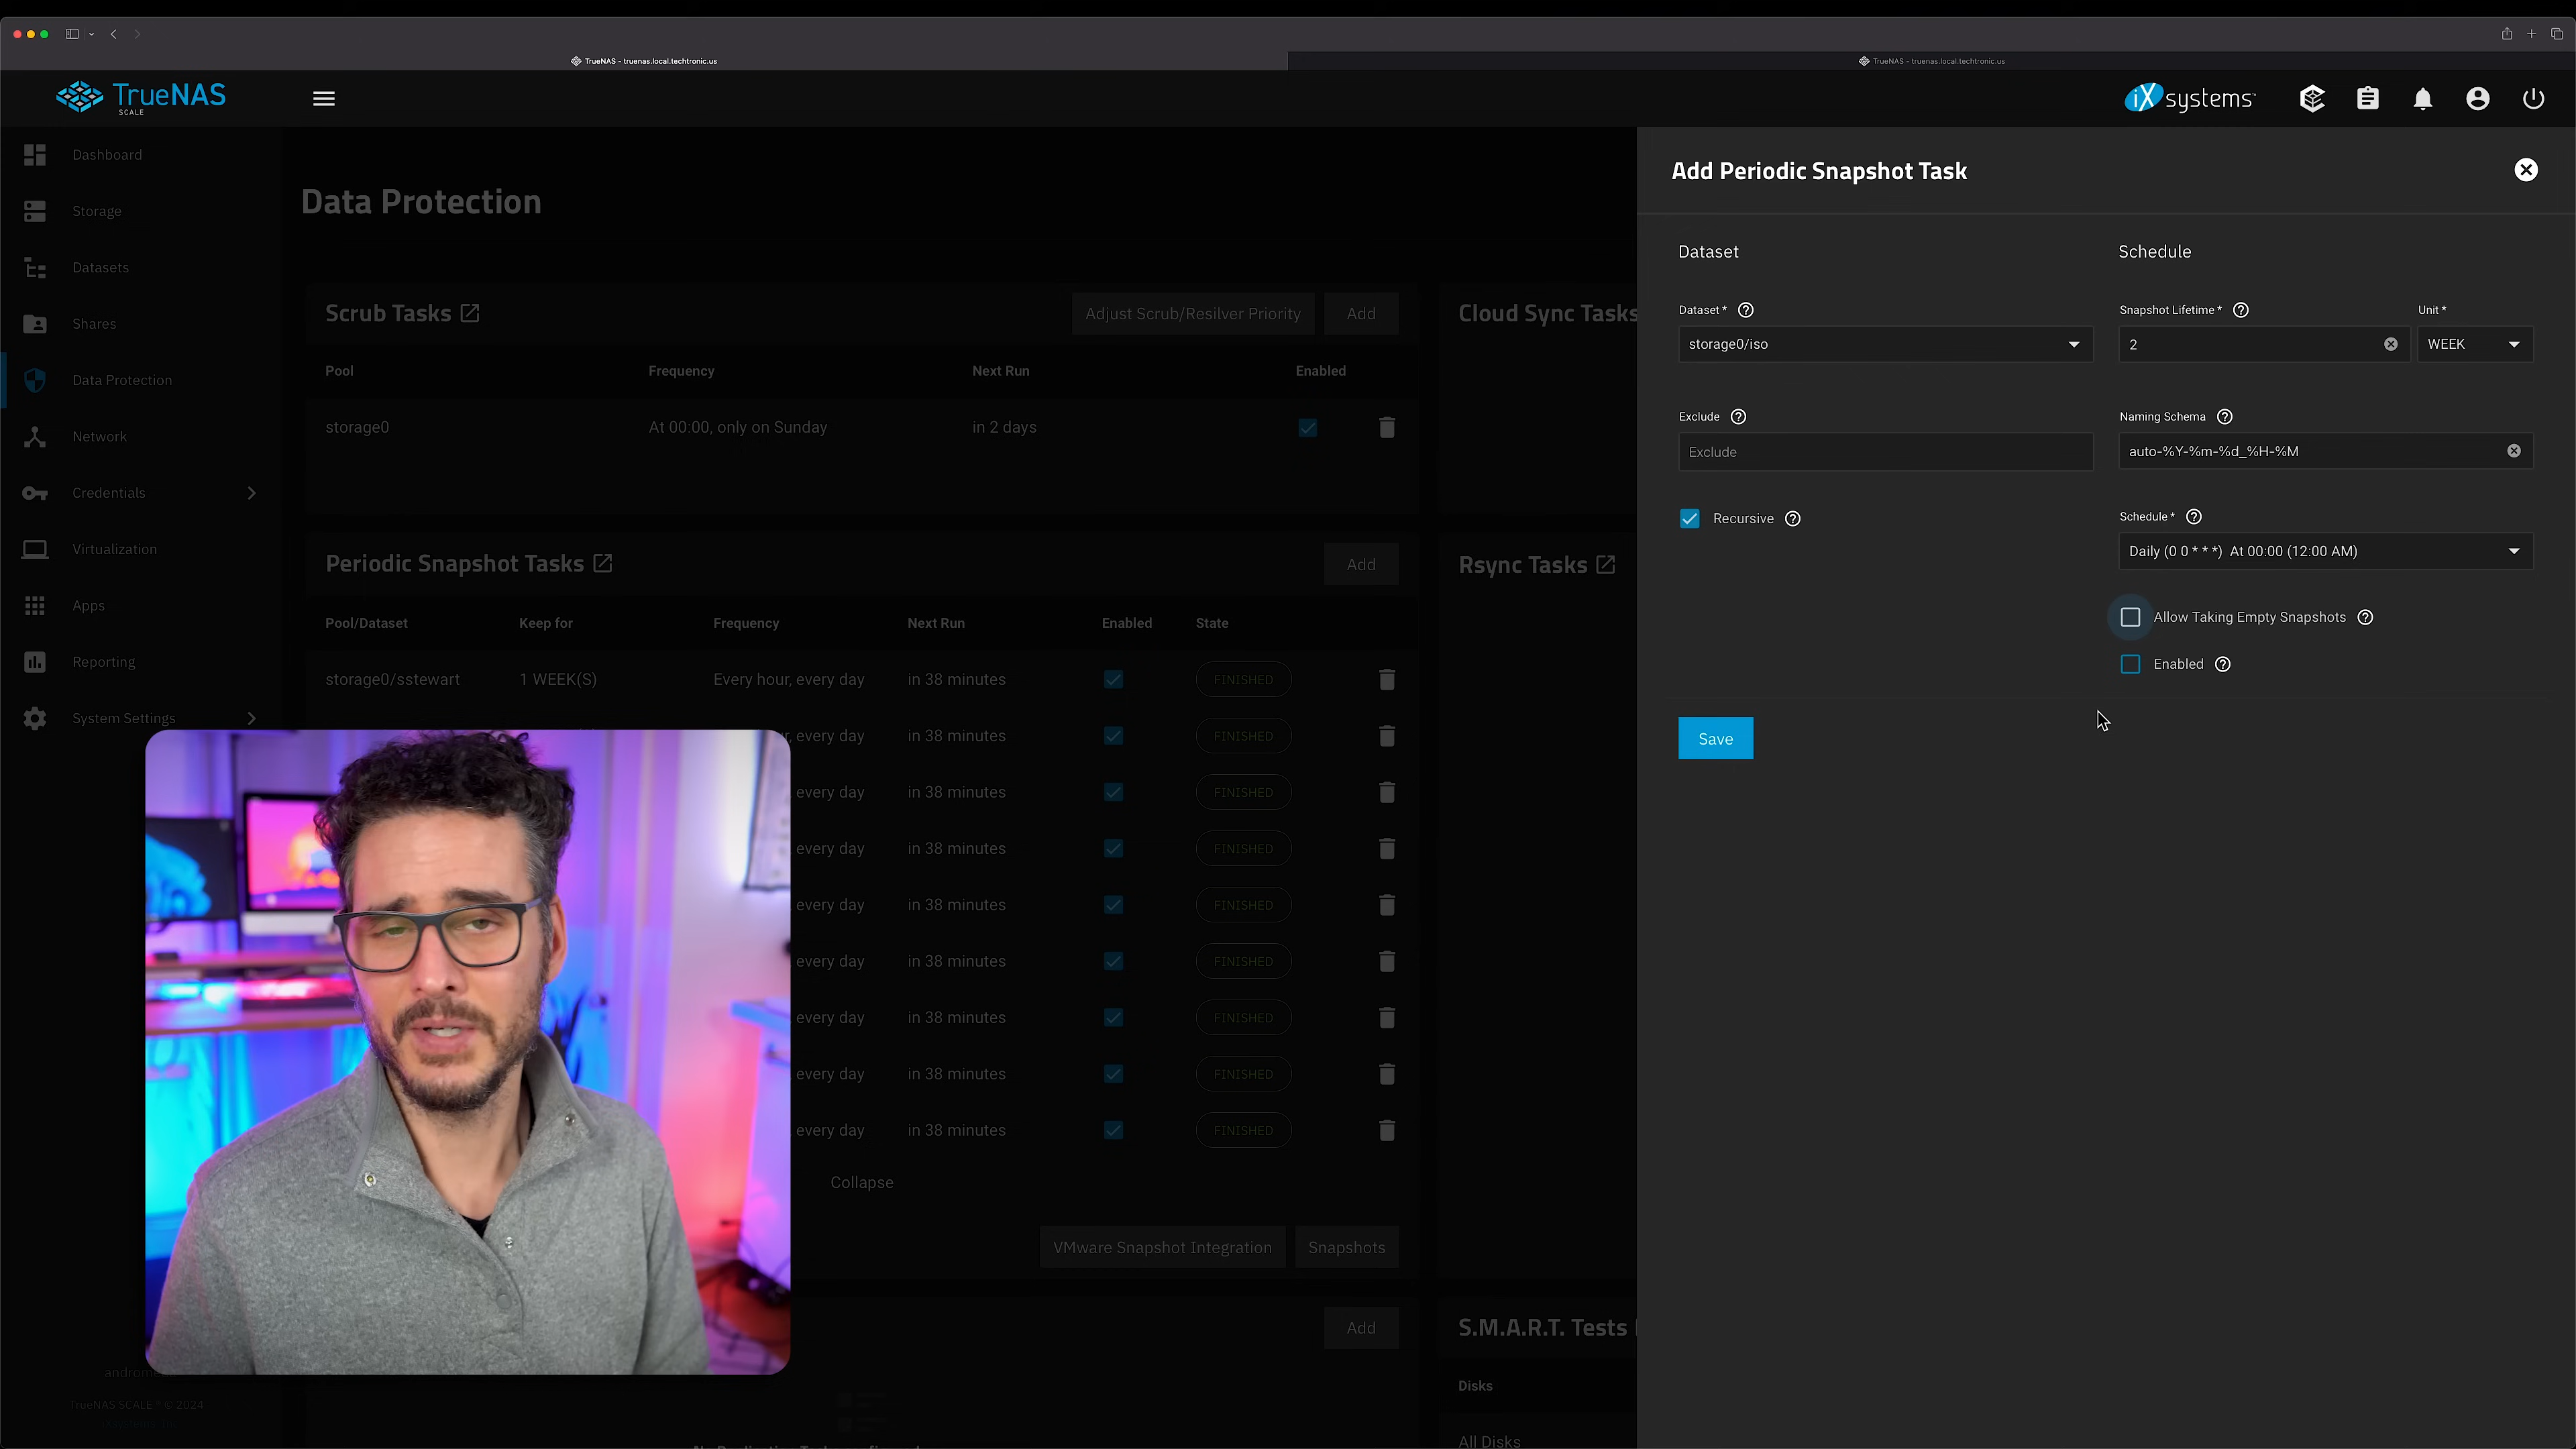 TrueNAS - truenas.local.techtronic.us
TrueNAS - truenas.local.techtronic.us
TrueNAS
SCALE
iX systems
Dashboard
Storage
Datasets
Shares
Data Protection
Network
Credentials
Virtualization
Apps
Reporting
System Settings
TrueNAS SCALE ® © 2024
Data Protection
Scrub Tasks
Adjust Scrub/Resilver Priority
Add
Pool Frequency Next Run Enabled
storage0 At 00:00, only on Sunday in 2 days
Periodic Snapshot Tasks
Add
Pool/Dataset Keep for Frequency Next Run Enabled State
storage0/sstewart 1 WEEK(S) Every hour, every day in 38 minutes FINISHED
every day in 38 minutes FINISHED
every day in 38 minutes FINISHED
every day in 38 minutes FINISHED
every day in 38 minutes FINISHED
every day in 38 minutes FINISHED
every day in 38 minutes FINISHED
every day in 38 minutes FINISHED
every day in 38 minutes FINISHED
Collapse
VMware Snapshot Integration
Snapshots
Add
Cloud Sync Tasks
Rsync Tasks
S.M.A.R.T. Tests
Disks
All Disks
Add Periodic Snapshot Task
Dataset
Dataset *
storage0/iso
Exclude
Exclude
Recursive
Schedule
Snapshot Lifetime * Unit *
2 WEEK
Naming Schema
auto-%Y-%m-%d_%H-%M
Schedule *
Daily (0 0 * * *) At 00:00 (12:00 AM)
Allow Taking Empty Snapshots
Enabled
Save